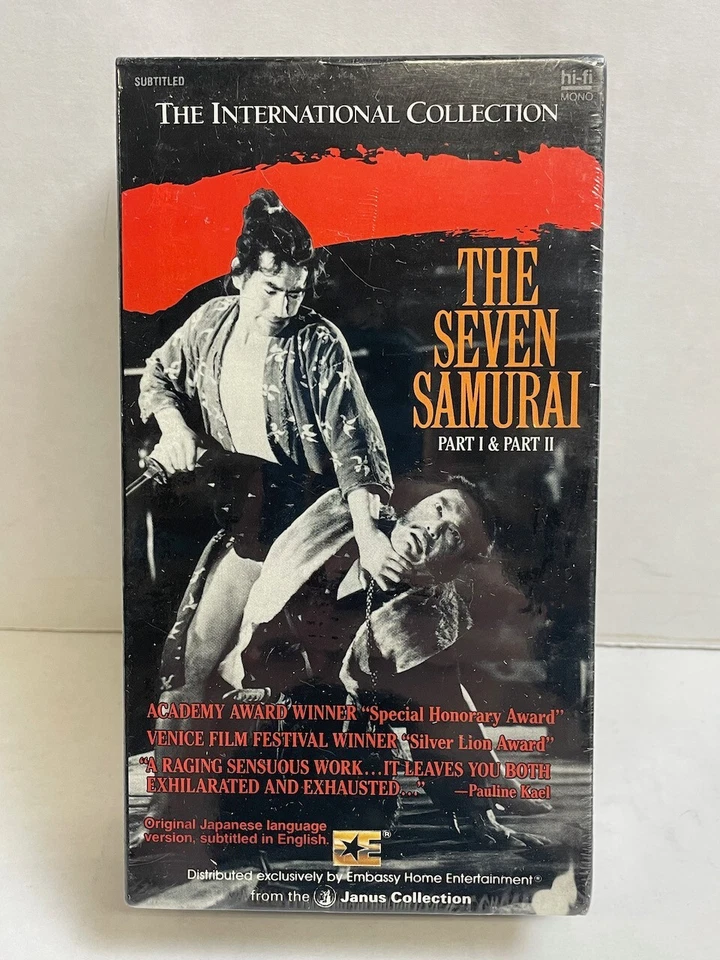 SUBTITLED
hi-fi
MONO
THE INTERNATIONAL COLLECTION
THE
SEVEN
SAMURAI
PART I & PART II
ACADEMY AWARD WINNER "Special Honorary Award"
VENICE FILM FESTIVAL WINNER "Silver Lion Award"
"A RAGING SENSUOUS WORK...IT LEAVES YOU BOTH
EXHILARATED AND EXHAUSTED..."
—Pauline Kael
Original Japanese language
version, subtitled in English.
E®
Distributed exclusively by Embassy Home Entertainment®
from the Janus Collection